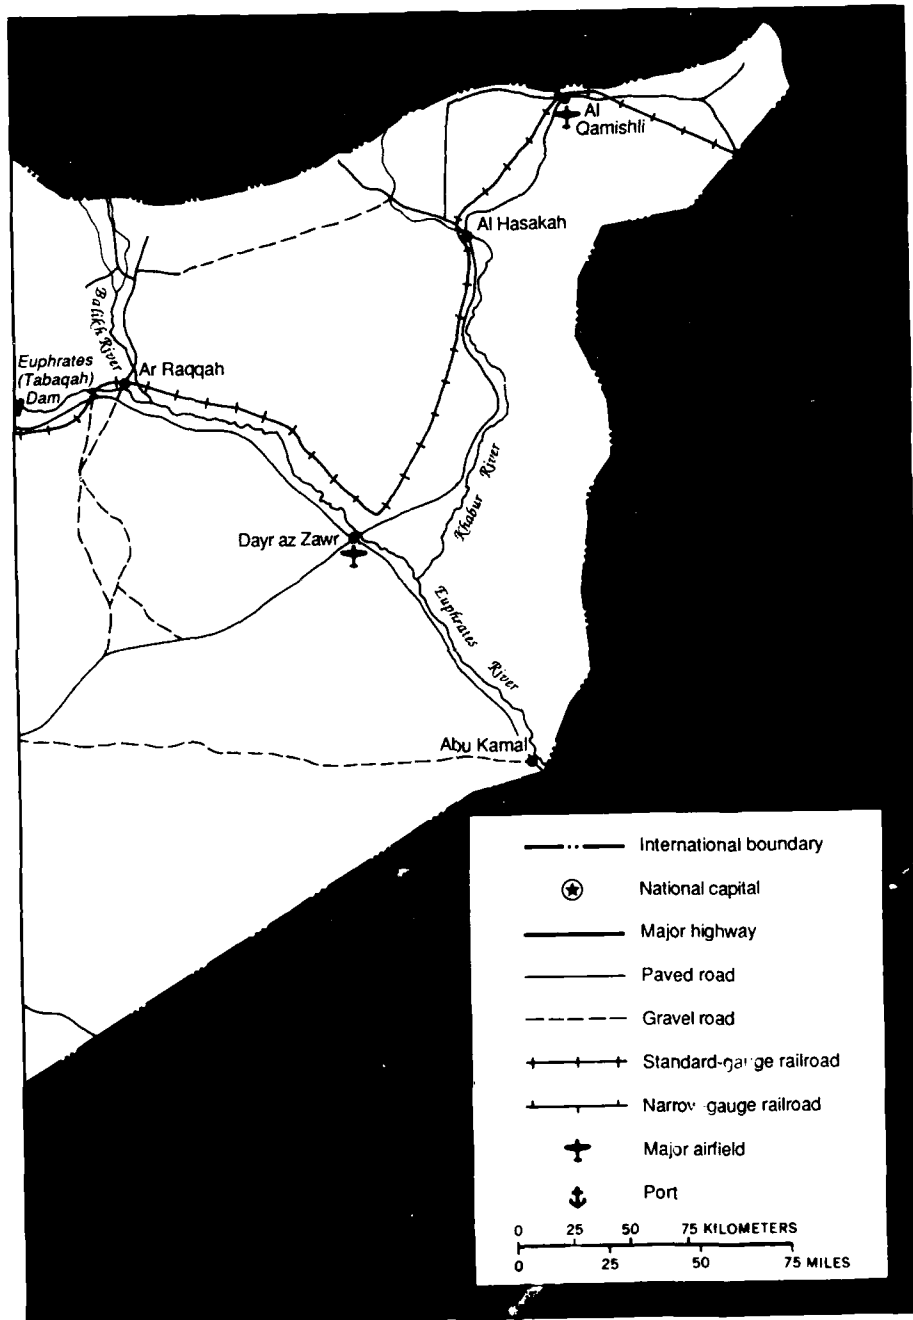 Al
Qamishli
Al Hasakah
Balikh River
Euphrates
(Tabaqah)
Dam
Ar Raqqah
Khabur River
Dayr az Zawr
Euphrates River
Abu Kamal
International boundary
National capital
Major highway
Paved road
Gravel road
Standard-gauge railroad
Narrow-gauge railroad
Major airfield
Port
0 25 50 75 KILOMETERS
0 25 50 75 MILES